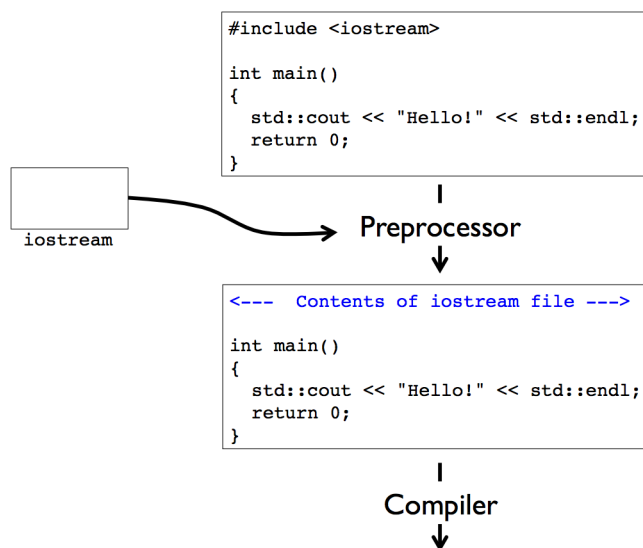 #include <iostream>
int main()
{
std::cout << "Hello!" << std::endl;
return 0;
}
iostream
Preprocessor
<--- Contents of iostream file --->
int main()
{
std::cout << "Hello!" << std::endl;
return 0;
}
Compiler